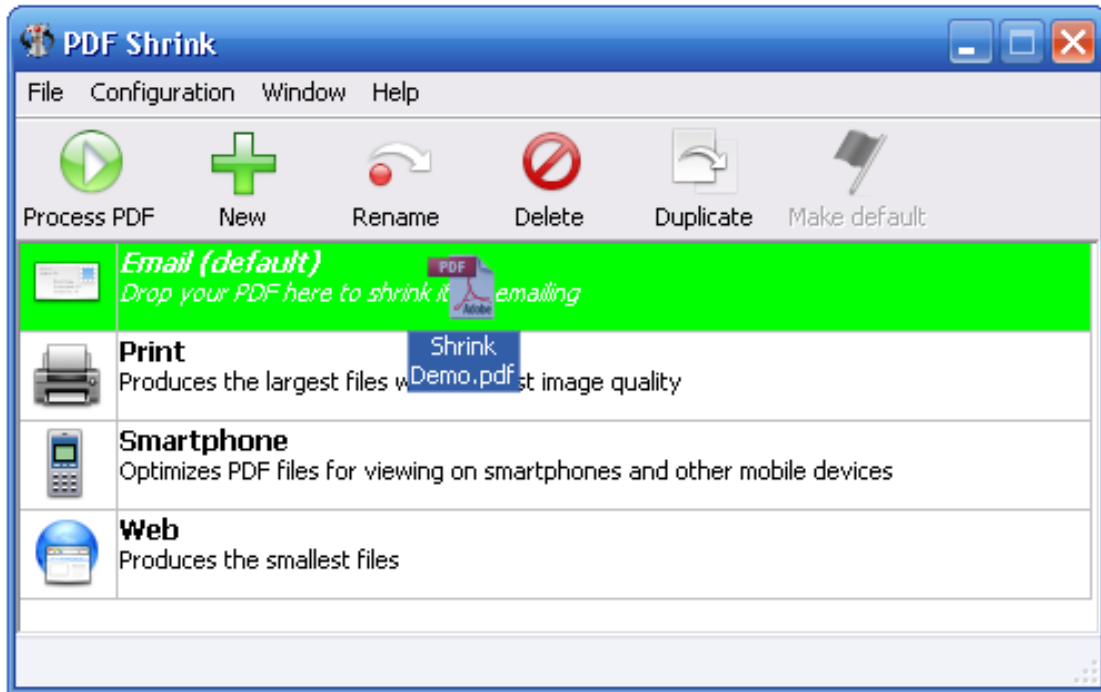 PDF Shrink
File Configuration Window Help
Process PDF New Rename Delete Duplicate Make default
Email (default)
Drop your PDF here to shrink it emailing
PDF
Adobe
Print
Produces the largest files image quality
Shrink
Demo.pdf
Smartphone
Optimizes PDF files for viewing on smartphones and other mobile devices
Web
Produces the smallest files